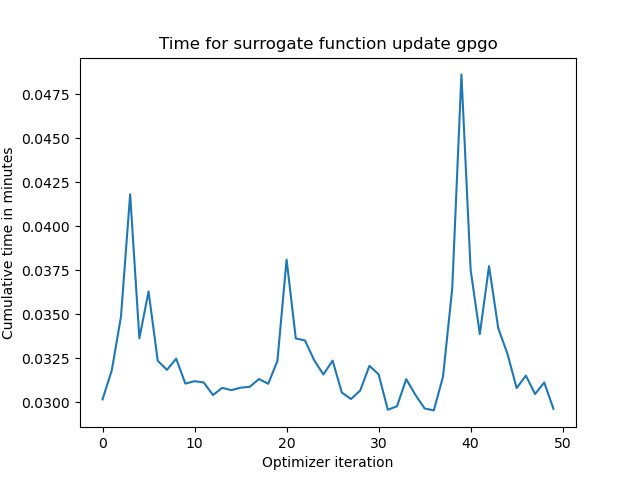 Time for surrogate function update gpgo
Cumulative time in minutes
0.0475
0.0450
0.0425
0.0400
0.0375
0.0350
0.0325
0.0300
0 10 20 30 40 50
Optimizer iteration